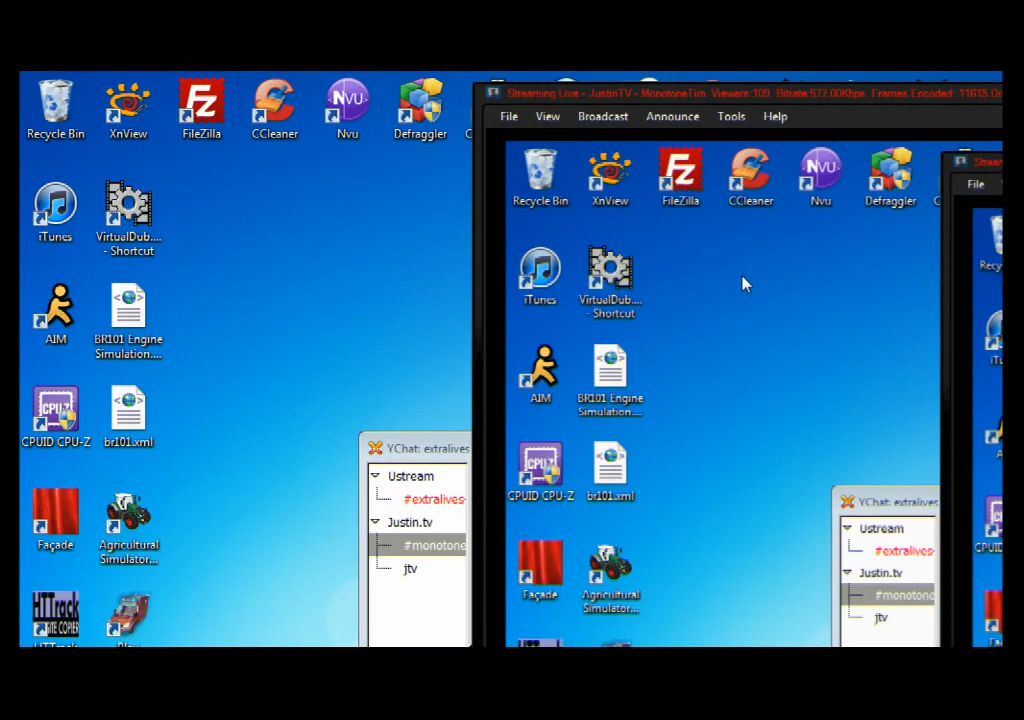 Streaming Live - JustinTV - MonotoneTim Viewers:109 Bitrate:577.00Kbps Frames Encoded: 11615
File View Broadcast Announce Tools Help
Recycle Bin XnView FileZilla CCleaner Nvu Defraggler
iTunes VirtualDub....
- Shortcut
AIM BR101 Engine
Simulation....
CPUID CPU-Z br101.xml
YChat: extralives
Ustream
#extralives
Justin.tv
#monotone
jtv
Façade Agricultural
Simulator...
HTTrack
Recycle Bin XnView FileZilla CCleaner Nvu Defraggler
iTunes VirtualDub....
- Shortcut
AIM BR101 Engine
Simulation....
CPUID CPU-Z br101.xml
YChat: extralives
Ustream
#extralives
Justin.tv
#monotone
jtv
Façade Agricultural
Simulator...
File